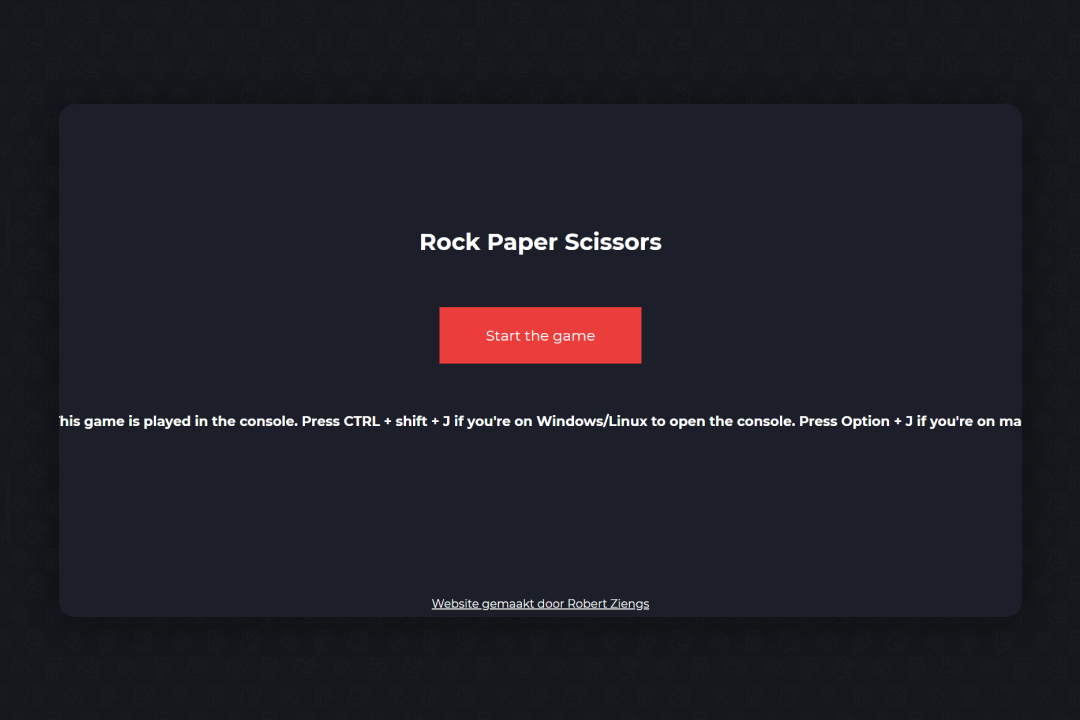 Rock Paper Scissors
Start the game
his game is played in the console. Press CTRL + shift + J if you're on Windows/Linux to open the console. Press Option + J if you're on ma
Website gemaakt door Robert Ziengs